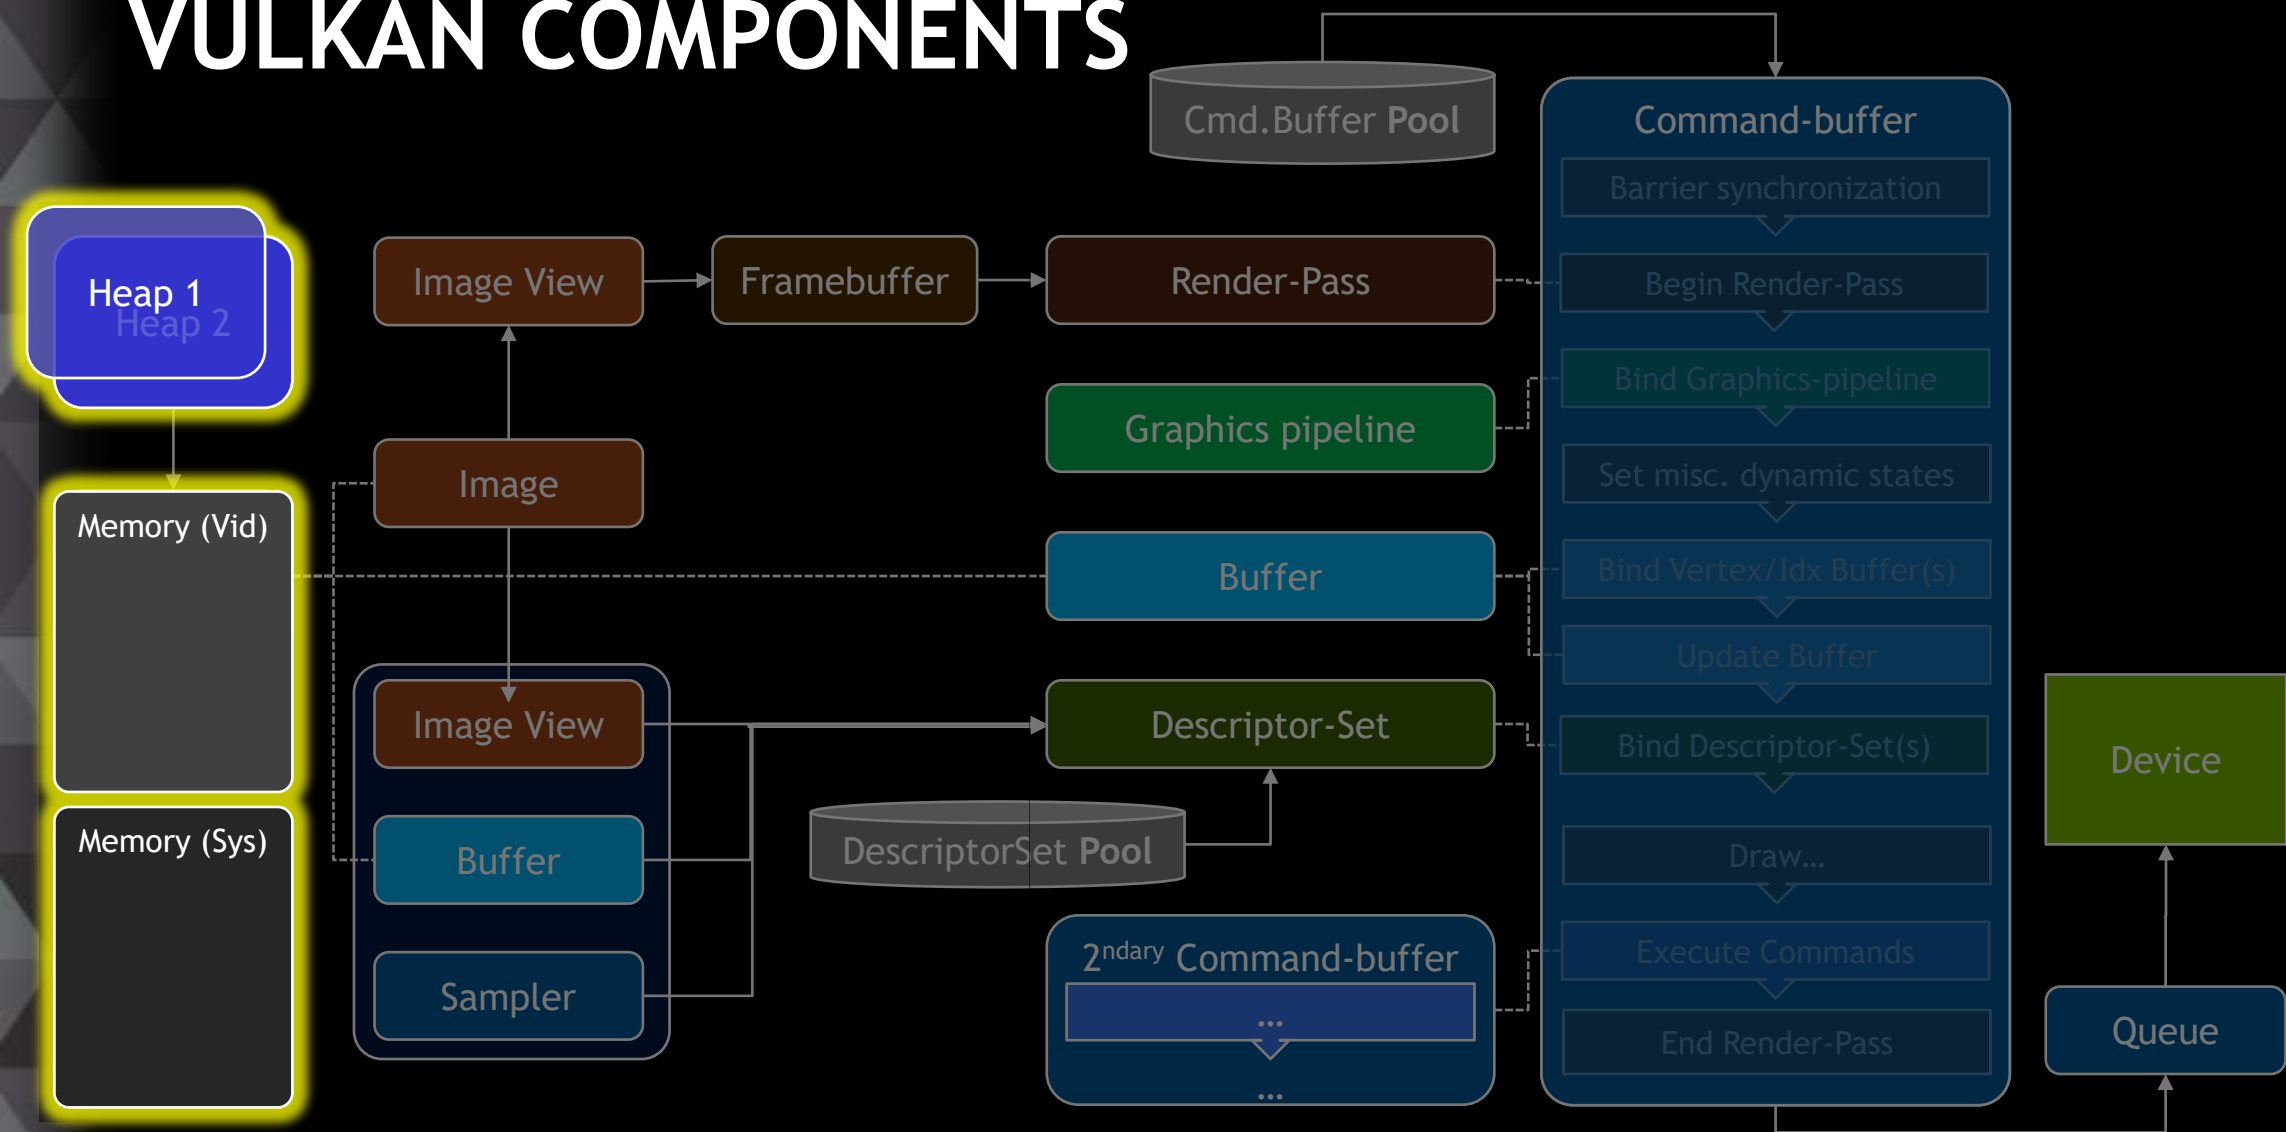 VULKAN COMPONENTS
Cmd.Buffer Pool
Command-buffer
Barrier synchronization
Heap 1
Heap 2
Image View
Framebuffer
Render-Pass
Begin Render-Pass
Bind Graphics-pipeline
Graphics pipeline
Image
Set misc. dynamic states
Memory (Vid)
Buffer
Bind Vertex/Idx Buffer(s)
Update Buffer
Image View
Descriptor-Set
Bind Descriptor-Set(s)
Device
Memory (Sys)
Buffer
DescriptorSet Pool
Draw…
2ndary Command-buffer
Execute Commands
Sampler
…
Queue
End Render-Pass
…